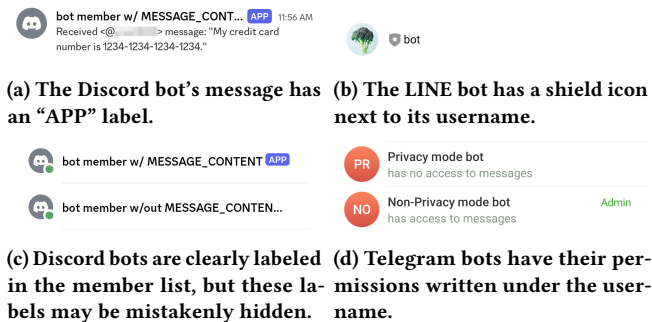 bot member w/ MESSAGE_CONT... APP 11:56 AM
Received <@ > message: "My credit card
number is 1234-1234-1234-1234."
(a) The Discord bot's message has
an “APP” label.
bot
(b) The LINE bot has a shield icon
next to its username.
bot member w/ MESSAGE_CONTENT APP
bot member w/out MESSAGE_CONTEN...
(c) Discord bots are clearly labeled
in the member list, but these la-
bels may be mistakenly hidden.
PR Privacy mode bot
has no access to messages
NO Non-Privacy mode bot Admin
has access to messages
(d) Telegram bots have their per-
missions written under the user-
name.